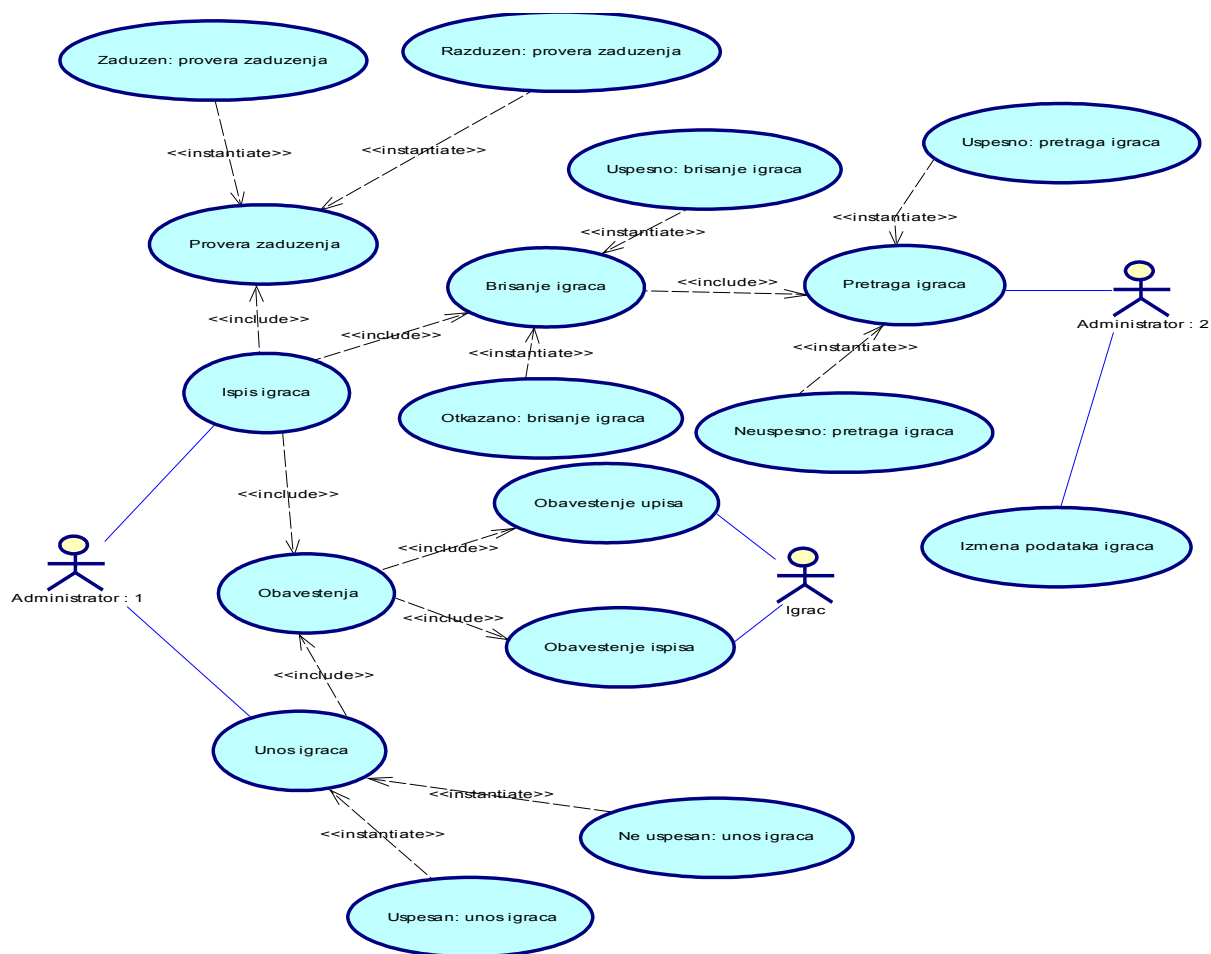 Zaduzen: provera zaduzenja
Razduzen: provera zaduzenja
<<instantiate>>
<<instantiate>>
Uspesno: pretraga igraca
Uspesno: brisanje igraca
<<instantiate>>
<<instantiate>>
Provera zaduzenja
Brisanje igraca
<<include>>
Pretraga igraca
Administrator : 2
<<include>>
<<include>>
<<instantiate>>
<<instantiate>>
Ispis igraca
Otkazano: brisanje igraca
Neuspesno: pretraga igraca
<<include>>
Obavestenje upisa
<<include>>
Izmena podataka igraca
Administrator : 1
Obavestenja
Igrac
<<include>>
Obavestenje ispisa
<<include>>
Unos igraca
<<instantiate>>
<<instantiate>>
Ne uspesan: unos igraca
Uspesan: unos igraca